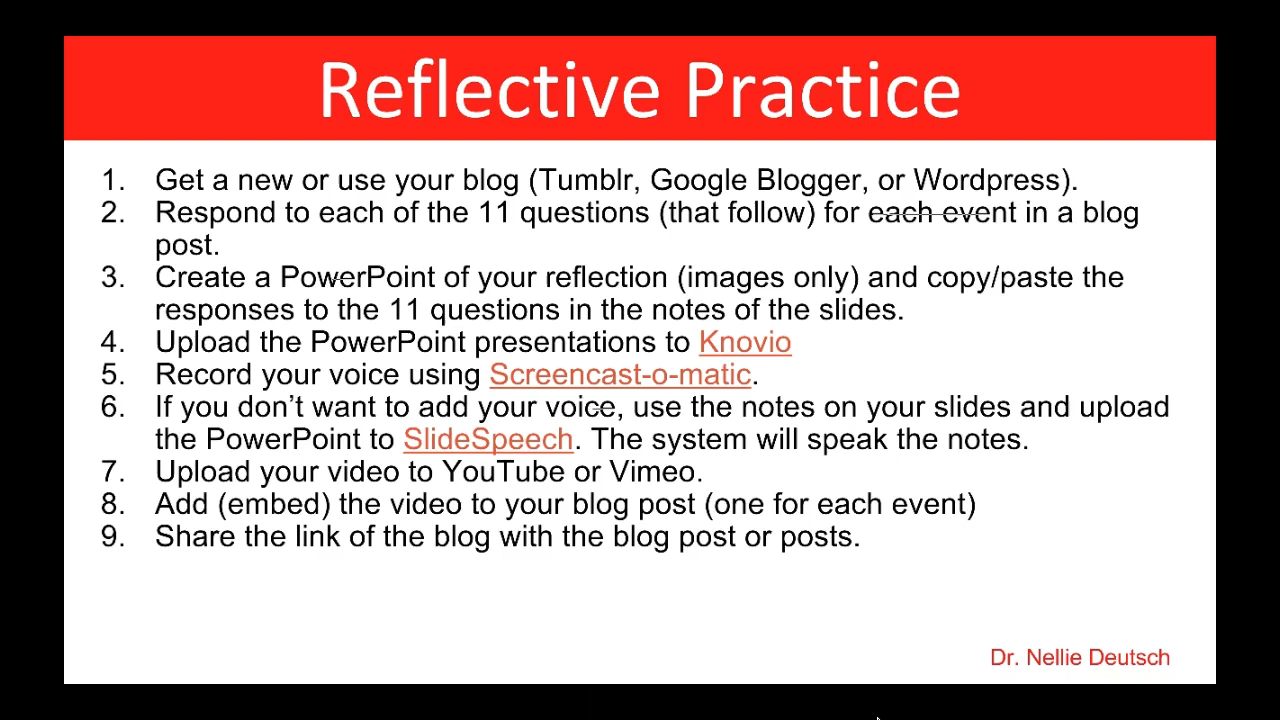 Reflective Practice
1. Get a new or use your blog (Tumblr, Google Blogger, or Wordpress).
2. Respond to each of the 11 questions (that follow) for each event in a blog
post.
3. Create a PowerPoint of your reflection (images only) and copy/paste the
responses to the 11 questions in the notes of the slides.
4. Upload the PowerPoint presentations to Knovio
5. Record your voice using Screencast-o-matic.
6. If you don’t want to add your voice, use the notes on your slides and upload
the PowerPoint to SlideSpeech. The system will speak the notes.
7. Upload your video to YouTube or Vimeo.
8. Add (embed) the video to your blog post (one for each event)
9. Share the link of the blog with the blog post or posts.
Dr. Nellie Deutsch